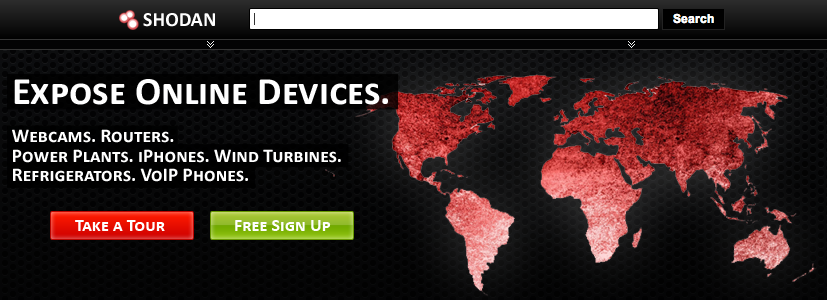 SHODAN
Search
Expose Online Devices.
Webcams. Routers.
Power Plants. iPhones. Wind Turbines.
Refrigerators. VoIP Phones.
Take a Tour
Free Sign Up